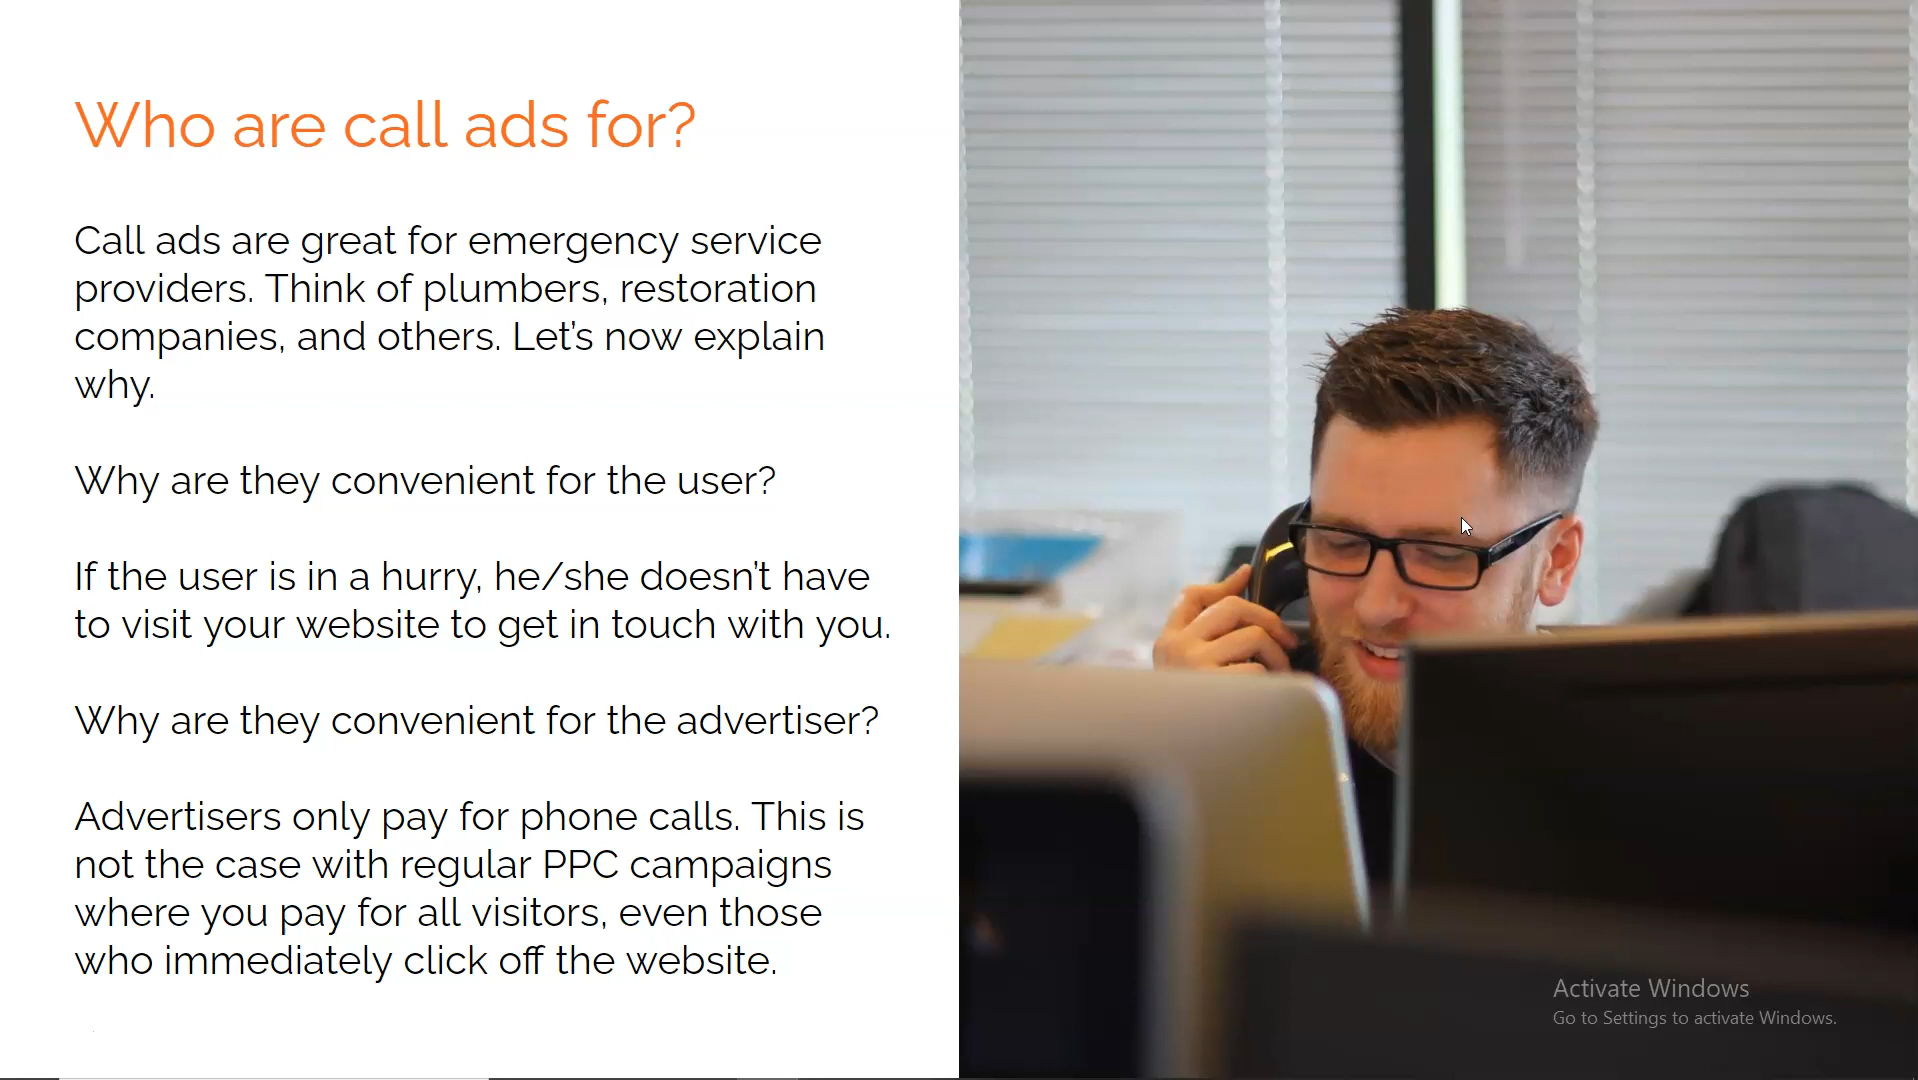 Who are call ads for?
Call ads are great for emergency service
providers. Think of plumbers, restoration
companies, and others. Let’s now explain
why.
Why are they convenient for the user?
If the user is in a hurry, he/she doesn’t have
to visit your website to get in touch with you.
Why are they convenient for the advertiser?
Advertisers only pay for phone calls. This is
not the case with regular PPC campaigns
where you pay for all visitors, even those
who immediately click off the website.
Activate Windows
Go to Settings to activate Windows.